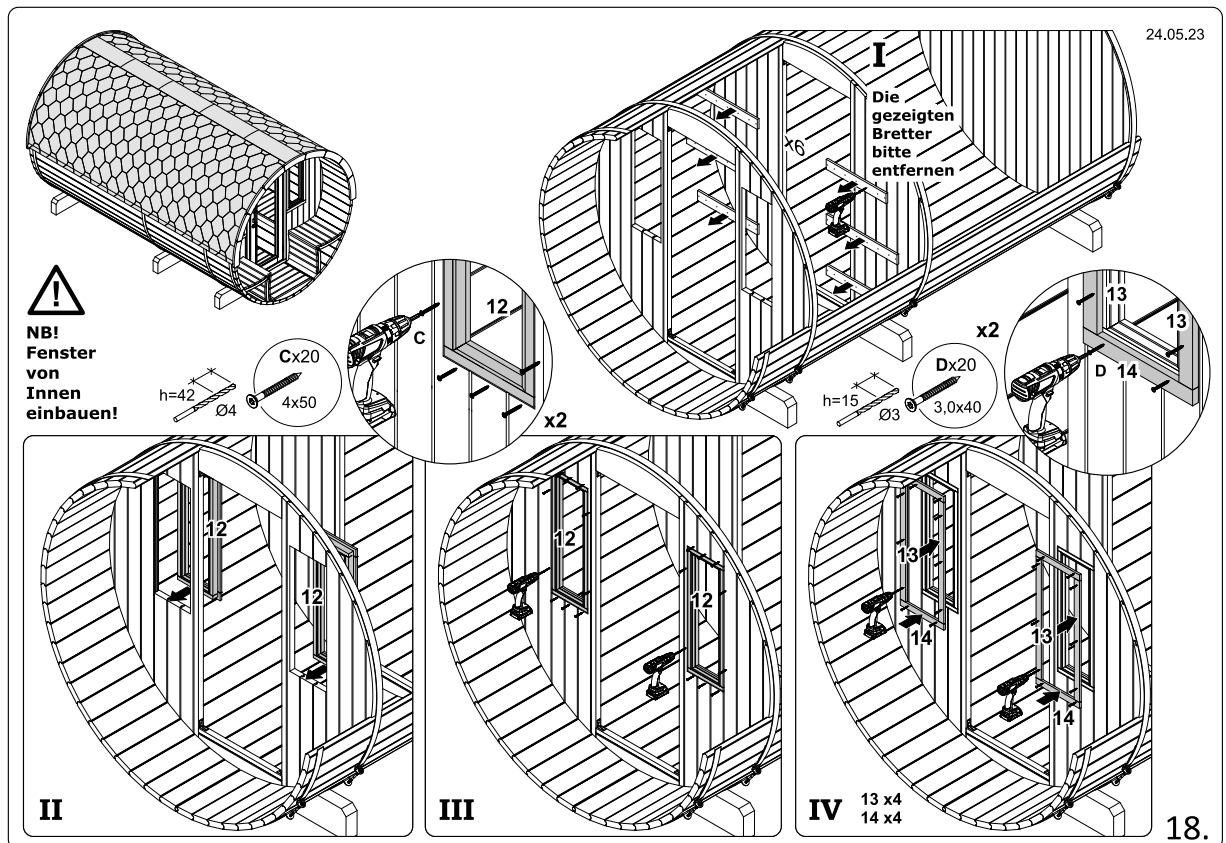 24.05.23
I
Die
gezeigten
Bretter
bitte
entfernen
x6
NB!
Fenster
von
Innen
einbauen!
h=42
Ø4
Cx20
4x50
12
C
x2
h=15
Ø3
Dx20
3,0x40
x2
13
13
D 14
12
12
II
12
12
III
13
14
13
14
IV
13 x4
14 x4
18.